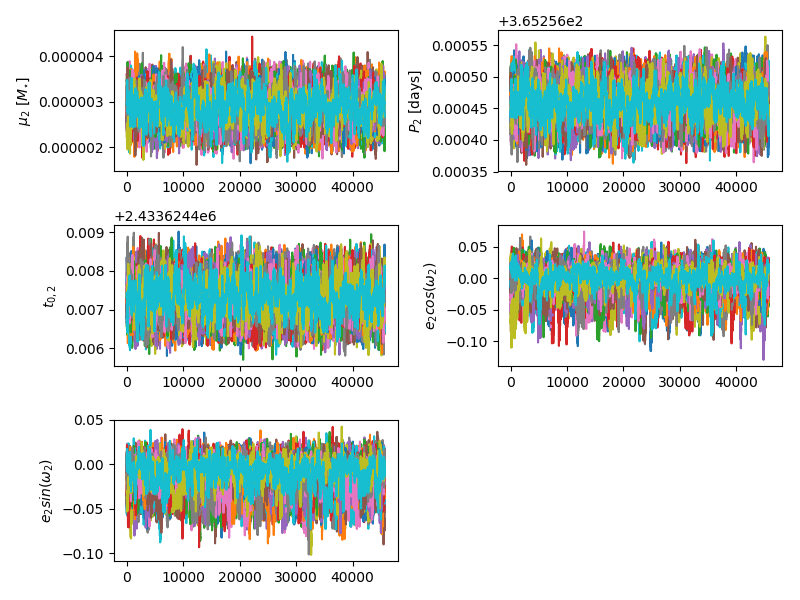 μ₂ [M⋆]
0.000004
0.000003
0.000002
0 10000 20000 30000 40000
+3.65256e2
P₂ [days]
0.00055
0.00050
0.00045
0.00040
0.00035
0 10000 20000 30000 40000
+2.4336244e6
t₀,₂
0.009
0.008
0.007
0.006
0 10000 20000 30000 40000
e₂cos(ω₂)
0.05
0.00
−0.05
−0.10
0 10000 20000 30000 40000
e₂sin(ω₂)
0.05
0.00
−0.05
−0.10
0 10000 20000 30000 40000